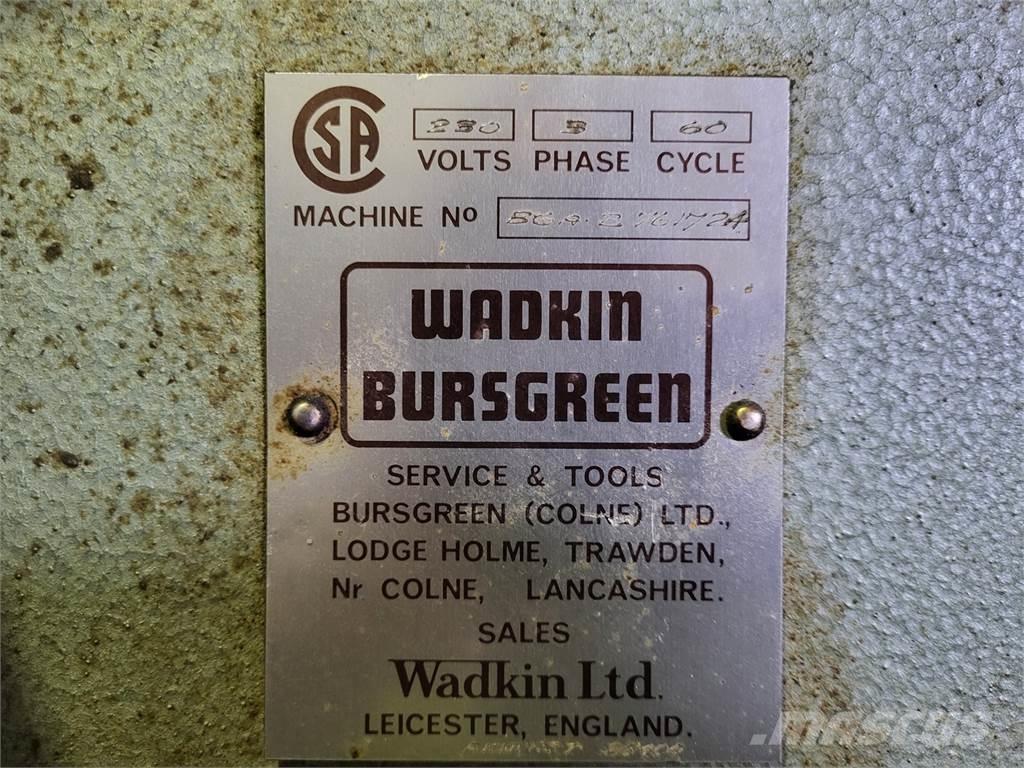 CSA 230 3 60
VOLTS PHASE CYCLE
MACHINE No
WADKIN
BURSGREEN
SERVICE & TOOLS
BURSGREEN (COLNE) LTD.,
LODGE HOLME, TRAWDEN,
Nr COLNE, LANCASHIRE.
SALES
Wadkin Ltd.
LEICESTER, ENGLAND.
mascus